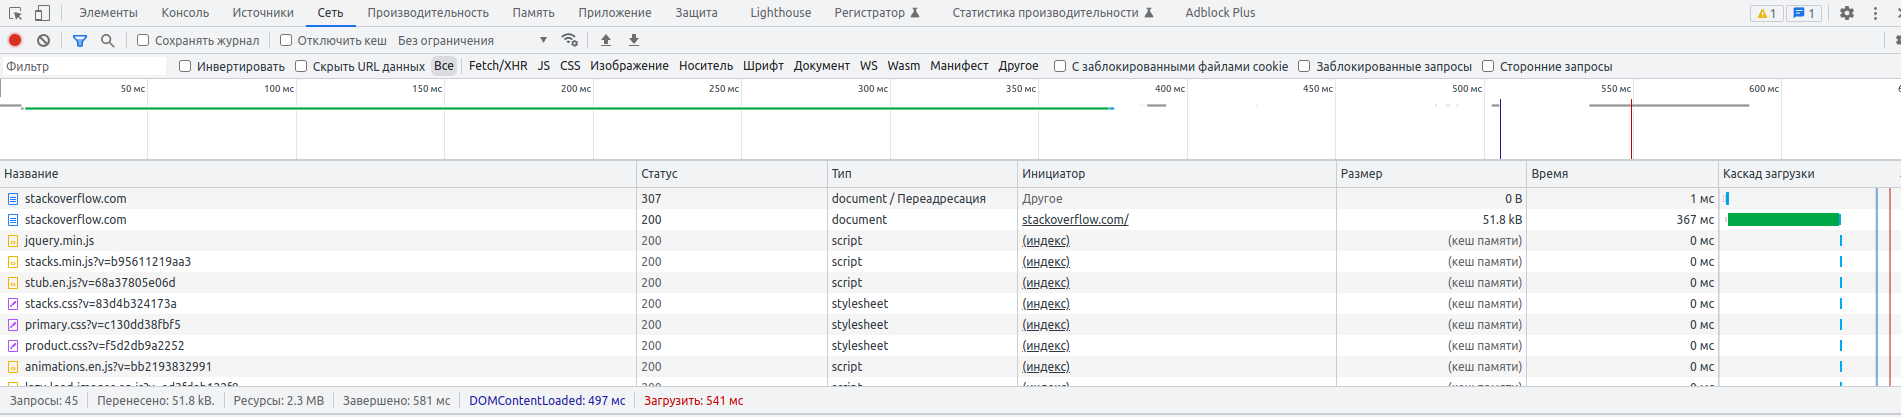 Элементы Консоль Источники Сеть Производительность Память Приложение Защита Lighthouse Регистратор Статистика производительности Adblock Plus 1 1
Сохранять журнал Отключить кеш Без ограничения
Фильтр Инвертировать Скрыть URL данных Все Fetch/XHR JS CSS Изображение Носитель Шрифт Документ WS Wasm Манифест Другое С заблокированными файлами cookie Заблокированные запросы Сторонние запросы
50 мс 100 мс 150 мс 200 мс 250 мс 300 мс 350 мс 400 мс 450 мс 500 мс 550 мс 600 мс
Название Статус Тип Инициатор Размер Время Каскад загрузки
stackoverflow.com 307 document / Переадресация Другое 0 B 1 мс
stackoverflow.com 200 document stackoverflow.com/ 51.8 kB 367 мс
jquery.min.js 200 script (индекс) (кеш памяти) 0 мс
stacks.min.js?v=b95611219aa3 200 script (индекс) (кеш памяти) 0 мс
stub.en.js?v=68a37805e06d 200 script (индекс) (кеш памяти) 0 мс
stacks.css?v=83d4b324173a 200 stylesheet (индекс) (кеш памяти) 0 мс
primary.css?v=c130dd38fbf5 200 stylesheet (индекс) (кеш памяти) 0 мс
product.css?v=f5d2db9a2252 200 stylesheet (индекс) (кеш памяти) 0 мс
animations.en.js?v=bb2193832991 200 script (индекс) (кеш памяти) 0 мс
Запросы: 45 Перенесено: 51.8 kB. Ресурсы: 2.3 MB Завершено: 581 мс DOMContentLoaded: 497 мс Загрузить: 541 мс